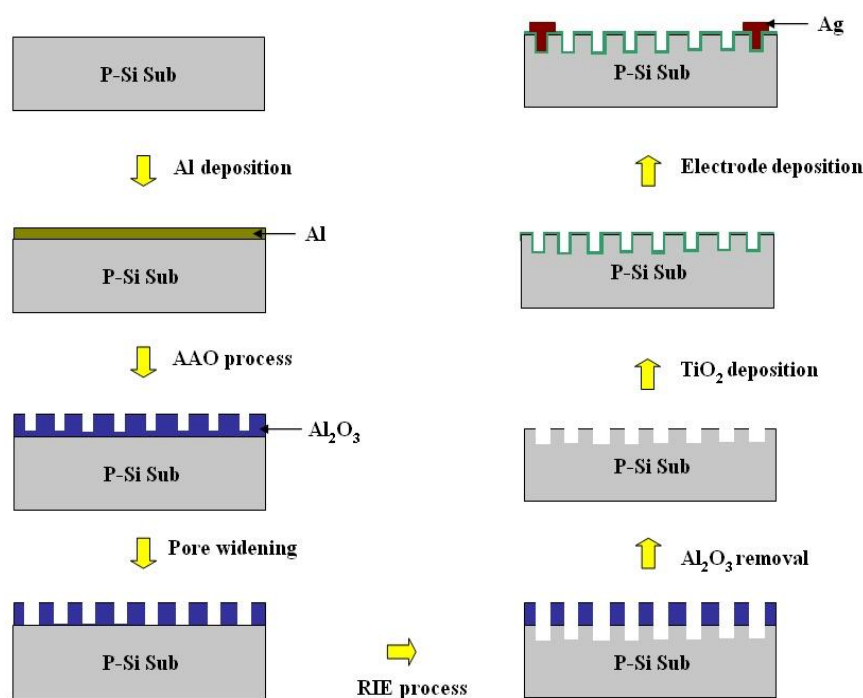 P-Si Sub
Al deposition
Al
P-Si Sub
AAO process
Al₂O₃
P-Si Sub
Pore widening
P-Si Sub
RIE process
P-Si Sub
Al₂O₃ removal
P-Si Sub
TiO₂ deposition
P-Si Sub
Electrode deposition
Ag
P-Si Sub